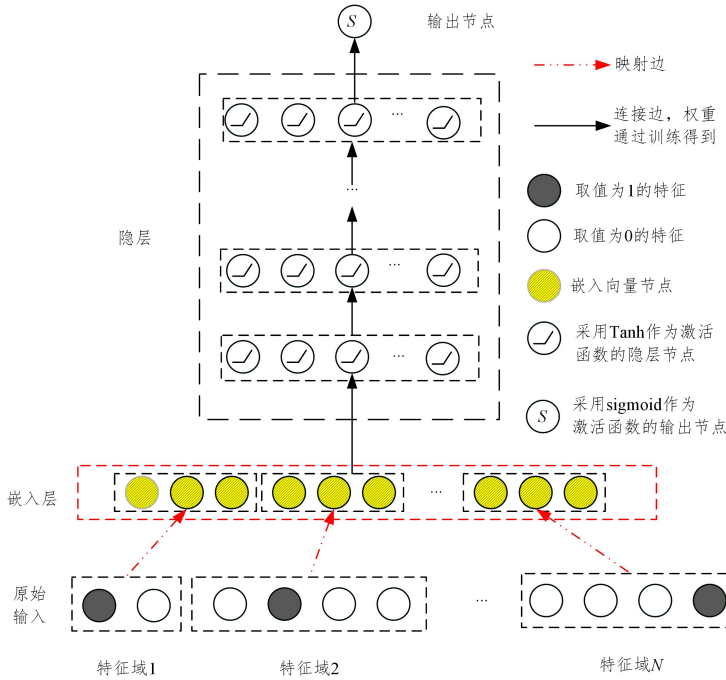 S
输出节点
映射边
连接边，权重
通过训练得到
...
...
隐层
取值为1的特征
取值为0的特征
...
嵌入向量节点
...
采用Tanh作为激活
函数的隐层节点
S
采用sigmoid作为
激活函数的输出节点
嵌入层
...
原始
输入
...
特征域1
特征域2
特征域N